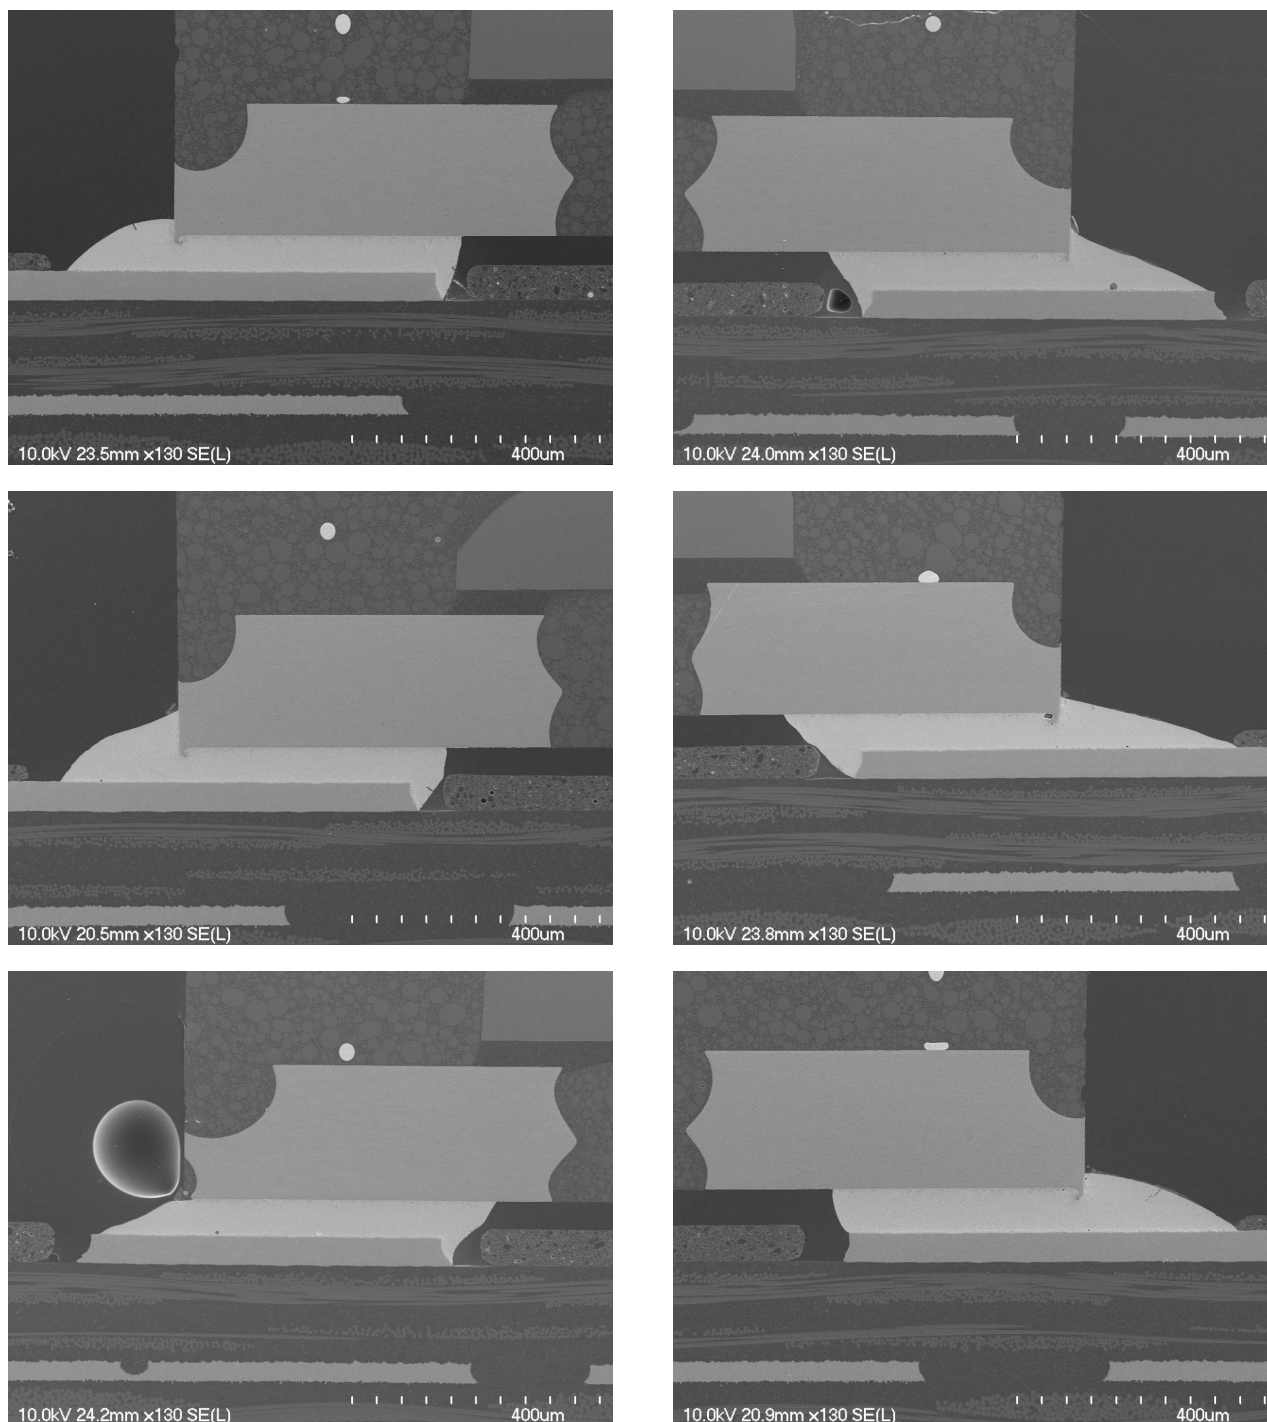 10.0kV 23.5mm x130 SE(L) 400um
10.0kV 24.0mm x130 SE(L) 400um
10.0kV 20.5mm x130 SE(L) 400um
10.0kV 23.8mm x130 SE(L) 400um
10.0kV 24.2mm x130 SE(L) 400um
10.0kV 20.9mm x130 SE(L) 400um